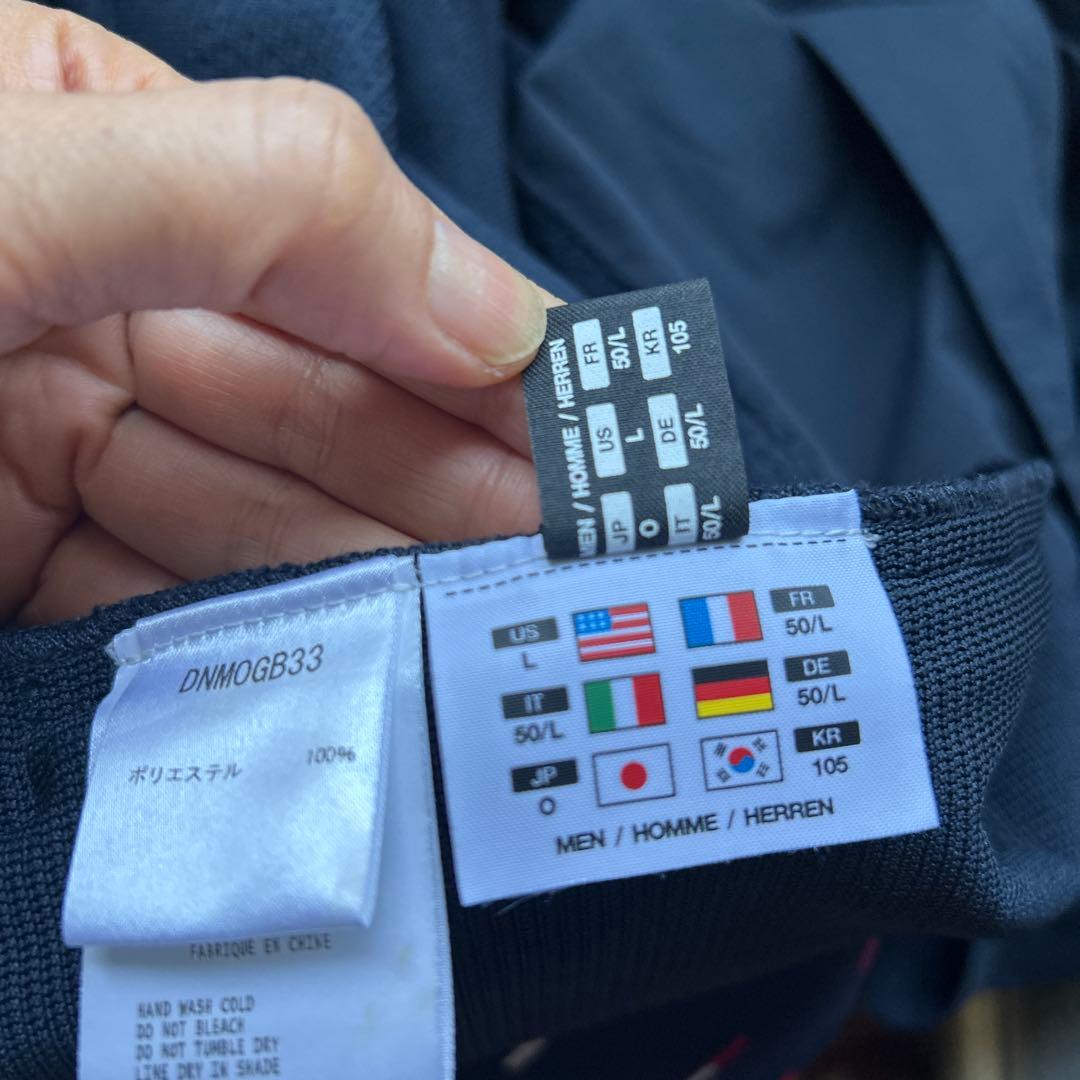 MEN / HOMME / HERREN
JP US FR
O L 50/L
IT DE KR
50/L 50/L 105
DNMOGB33
ポリエステル 100%
FABRIQUE EN CHINE
HAND WASH COLD
DO NOT BLEACH
DO NOT TUMBLE DRY
LINE DRY IN SHADE
US FR
L 50/L
IT DE
50/L 50/L
JP KR
O 105
MEN / HOMME / HERREN